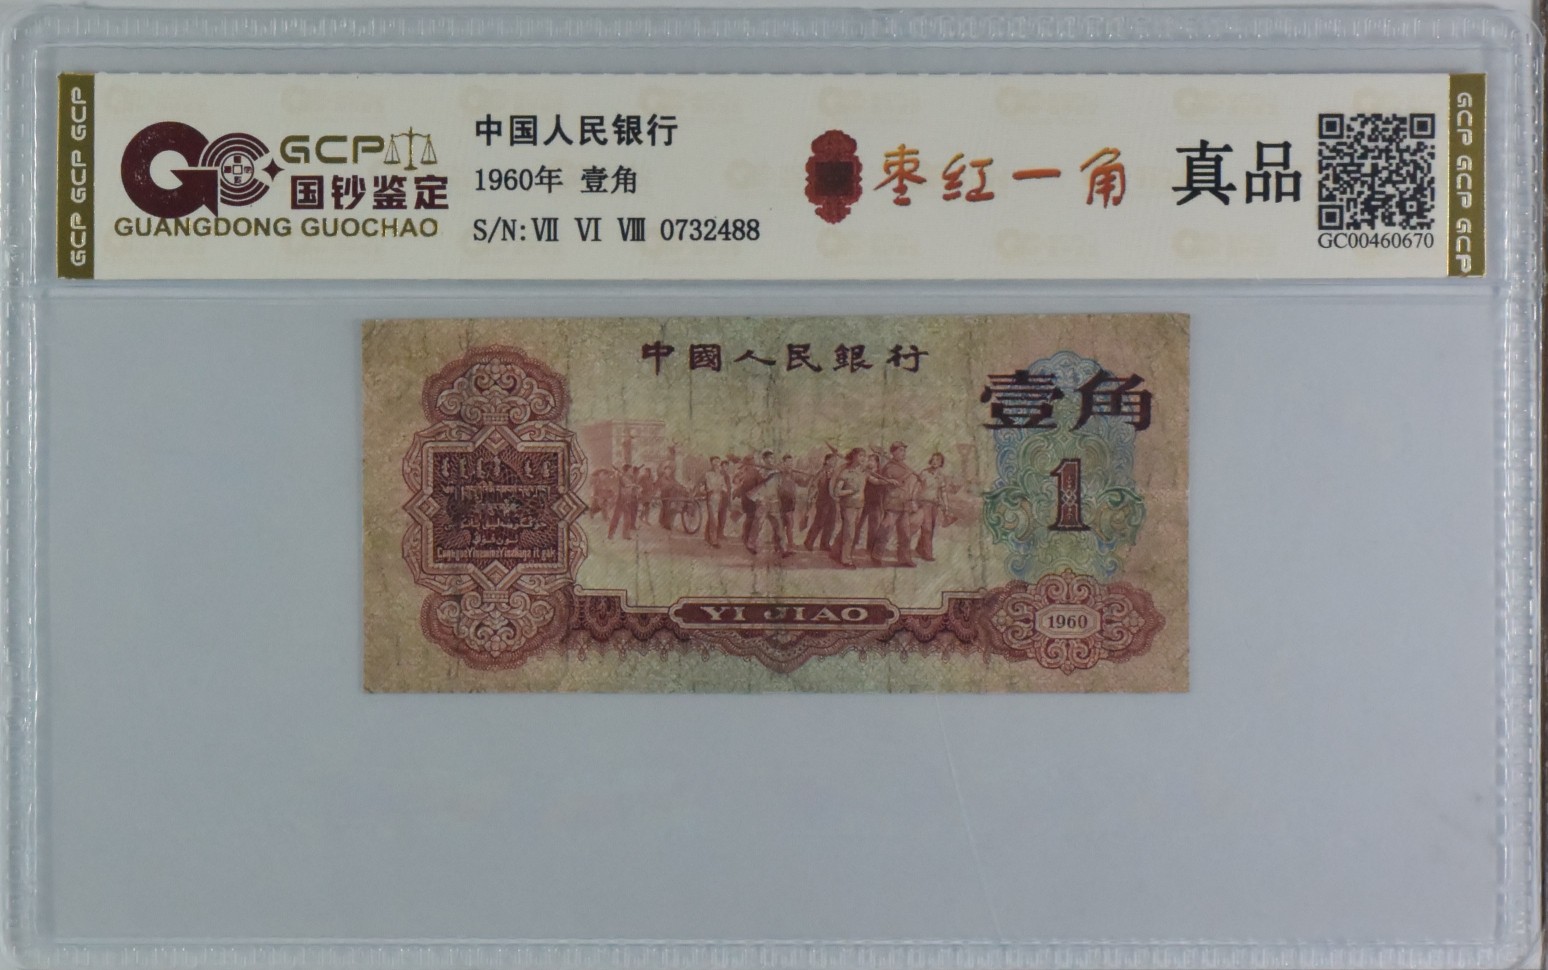 GCP
国钞鉴定
GUANGDONG GUOCHAO
中国人民银行
1960年 壹角
S/N: Ⅶ Ⅵ Ⅷ 0732488
枣红一角
真品
GC00460670
GCP GCP GCP
GCP GCP GCP
中國人民銀行
壹角
1
YI JIAO
1960